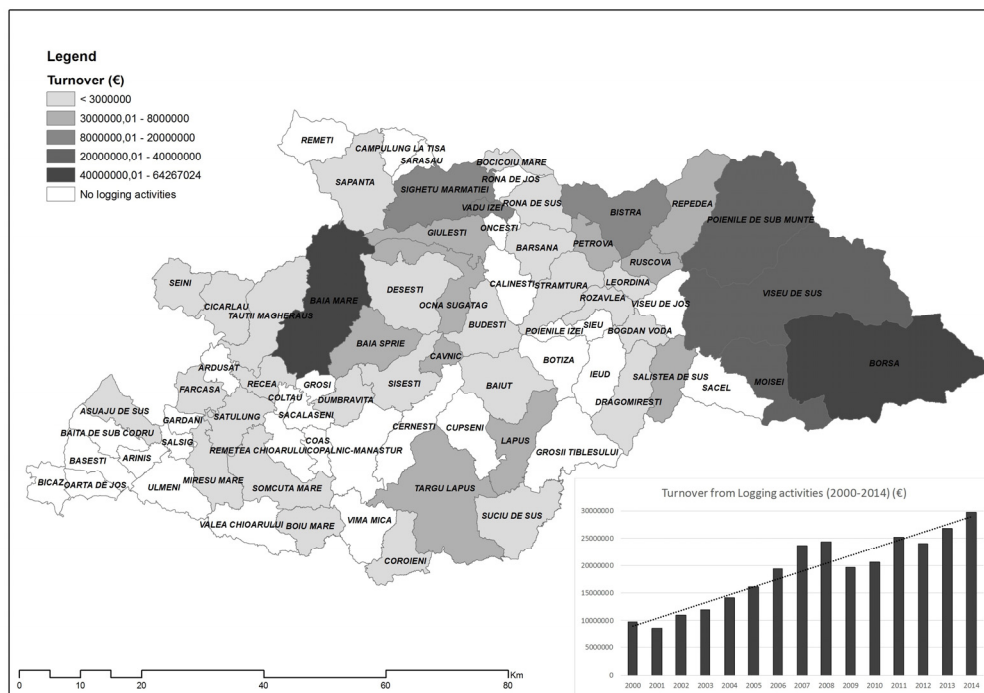 Legend
Turnover (€)
< 3000000
3000000,01 - 8000000
8000000,01 - 20000000
20000000,01 - 40000000
40000000,01 - 64267024
No logging activities
REMETI
CAMPULUNG LA TISA
SARASAU
SAPANTA
BOCICOIU MARE
RONA DE JOS
SIGHETU MARMATIEI
VADU IZEI
RONA DE SUS
REPEDEA
BISTRA
POIENILE DE SUB MUNTE
GIULESTI
ONCESTI
PETROVA
BARSANA
RUSCOVA
SEINI
CICARLAU
TAUTII MAGHERAUS
BAIA MARE
DESESTI
OCNA SUGATAG
CALINESTI
STRAMTURA
LEORDINA
ROZAVLEA
VISEU DE JOS
VISEU DE SUS
BUDESTI
POIENILE IZEI
SIEU
BOGDAN VODA
BAIA SPRIE
CAVNIC
BOTIZA
IEUD
BORSA
ARDUSAT
RECEA
GROSI
SISESTI
BAIUT
SALISTEA DE SUS
MOISEI
SACEL
FARCASA
COLTAU
DUMBRAVITA
DRAGOMIRESTI
ASUAJU DE SUS
GARDANI
SATULUNG
SACALASENI
CERNESTI
CUPSENI
BAITA DE SUB CODRU
SALSIG
COAS
LAPUS
REMETEA CHIOARULUI
COPALNIC-MANASTUR
GROSII TIBLESULUI
BASESTI
ARINIS
BICAZ
OARTA DE JOS
ULMENI
MIRESU MARE
SOMCUTA MARE
TARGU LAPUS
VALEA CHIOARULUI
BOIU MARE
VIMA MICA
SUCIU DE SUS
COROIENI
Turnover from Logging activities (2000-2014) (€)
30000000
25000000
20000000
15000000
10000000
5000000
0
2000 2001 2002 2003 2004 2005 2006 2007 2008 2009 2010 2011 2012 2013 2014
0 20 40 60 80
Km